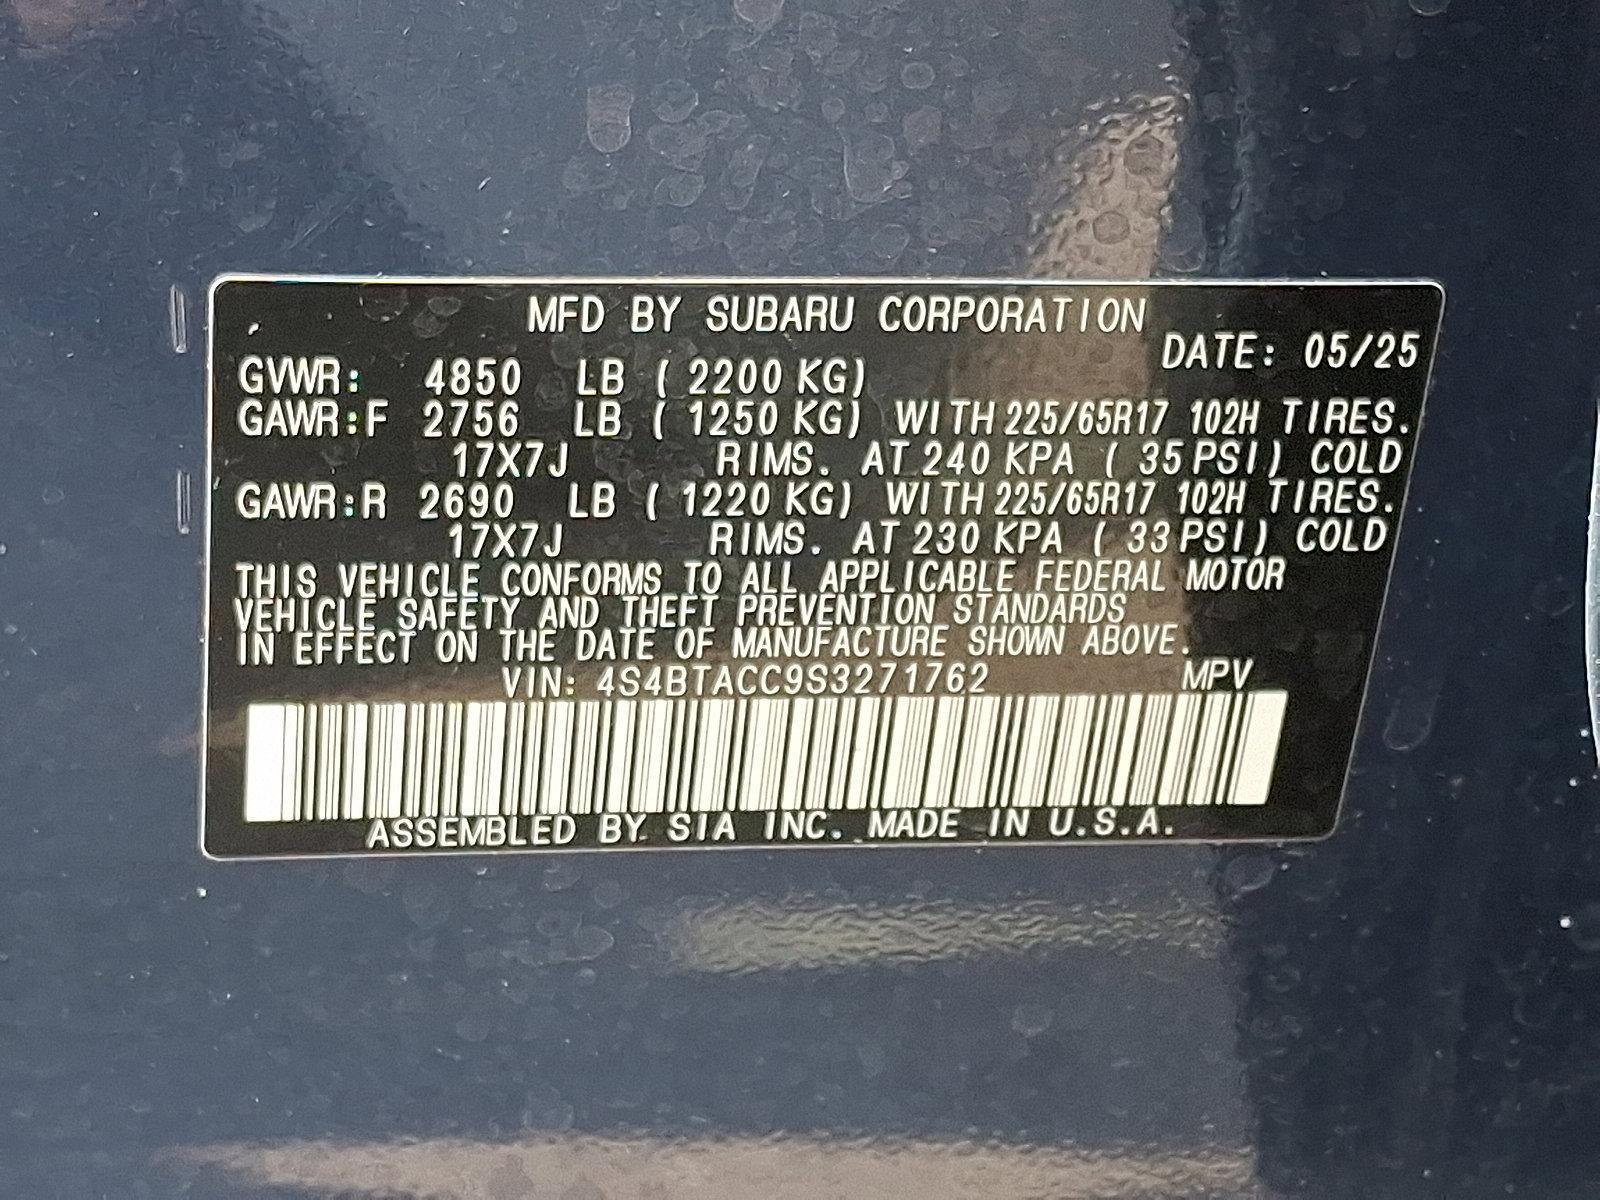 MFD BY SUBARU CORPORATION
DATE: 05/25
GVWR: 4850 LB (2200 KG)
GAWR:F 2756 LB (1250 KG) WITH 225/65R17 102H TIRES.
17X7J RIMS. AT 240 KPA (35 PSI) COLD
GAWR:R 2690 LB (1220 KG) WITH 225/65R17 102H TIRES.
17X7J RIMS. AT 230 KPA (33 PSI) COLD
THIS VEHICLE CONFORMS TO ALL APPLICABLE FEDERAL MOTOR
VEHICLE SAFETY AND THEFT PREVENTION STANDARDS
IN EFFECT ON THE DATE OF MANUFACTURE SHOWN ABOVE.
VIN: 4S4BTACC9S3271762 MPV
ASSEMBLED BY SIA INC. MADE IN U.S.A.